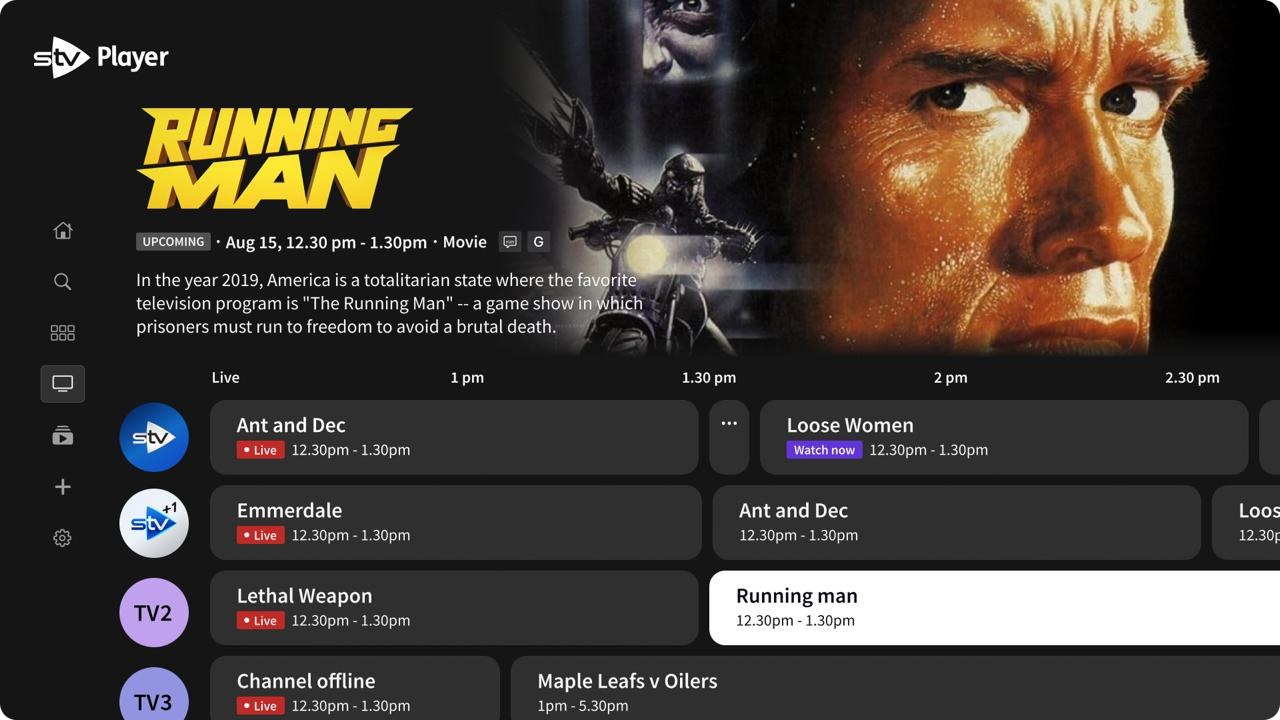 stv Player
RUNNING
MAN
UPCOMING · Aug 15, 12.30 pm - 1.30pm · Movie G
In the year 2019, America is a totalitarian state where the favorite
television program is "The Running Man" -- a game show in which
prisoners must run to freedom to avoid a brutal death.
Live 1 pm 1.30 pm 2 pm 2.30 pm
stv
Ant and Dec
• Live 12.30pm - 1.30pm
...
Loose Women
Watch now 12.30pm - 1.30pm
stv +1
Emmerdale
• Live 12.30pm - 1.30pm
Ant and Dec
12.30pm - 1.30pm
Loos
12.30p
TV2
Lethal Weapon
• Live 12.30pm - 1.30pm
Running man
12.30pm - 1.30pm
TV3
Channel offline
• Live 12.30pm - 1.30pm
Maple Leafs v Oilers
1pm - 5.30pm